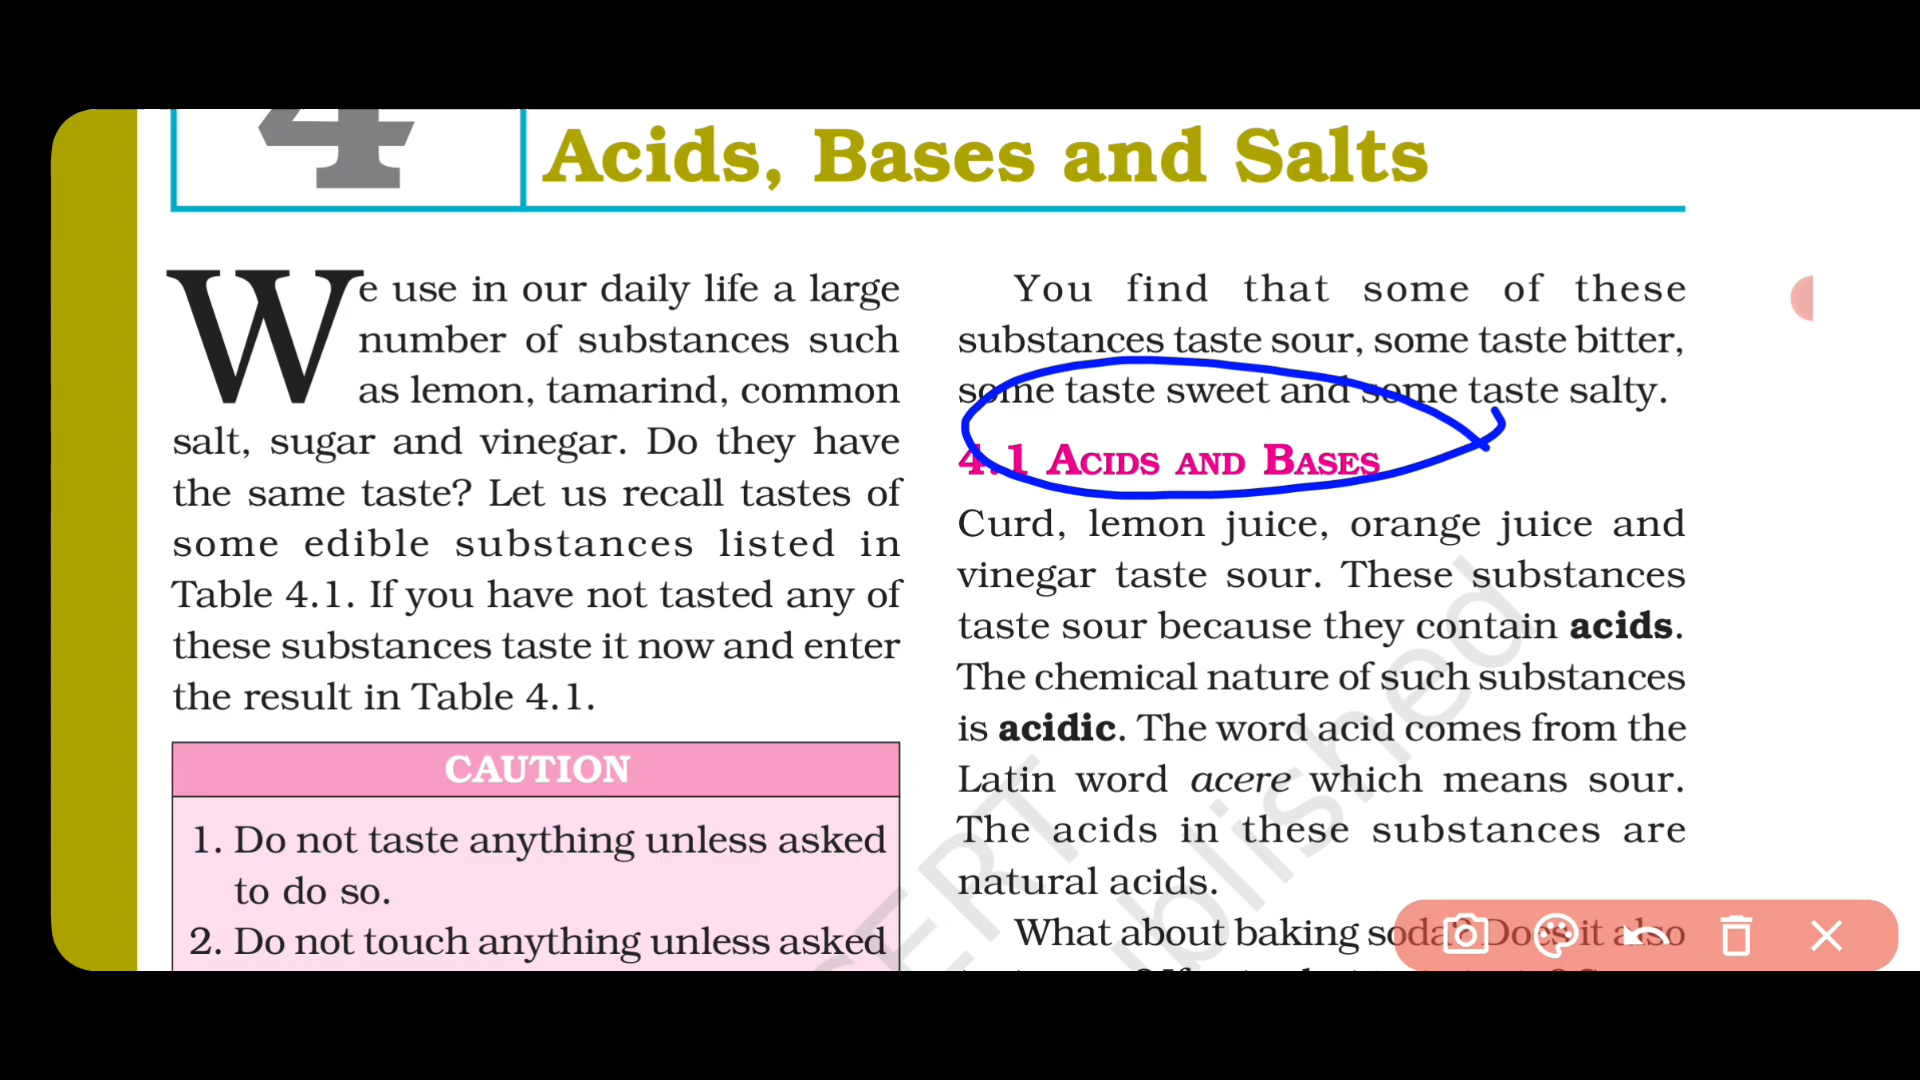 4
Acids, Bases and Salts
We use in our daily life a large
number of substances such
as lemon, tamarind, common
salt, sugar and vinegar. Do they have
the same taste? Let us recall tastes of
some edible substances listed in
Table 4.1. If you have not tasted any of
these substances taste it now and enter
the result in Table 4.1.
CAUTION
1. Do not taste anything unless asked
to do so.
2. Do not touch anything unless asked
You find that some of these
substances taste sour, some taste bitter,
some taste sweet and some taste salty.
4.1 ACIDS AND BASES
Curd, lemon juice, orange juice and
vinegar taste sour. These substances
taste sour because they contain acids.
The chemical nature of such substances
is acidic. The word acid comes from the
Latin word acere which means sour.
The acids in these substances are
natural acids.
What about baking soda? Does it also